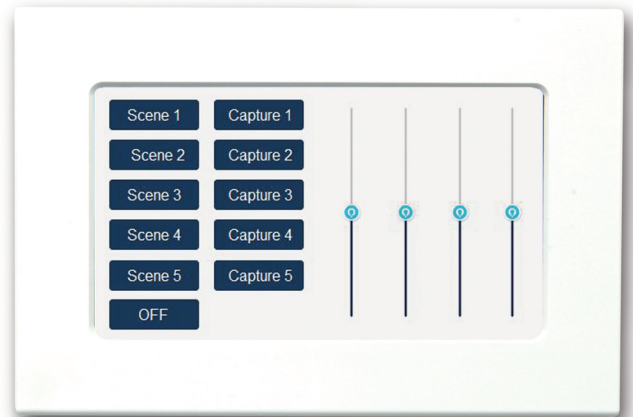 Scene 1 Capture 1
Scene 2 Capture 2
Scene 3 Capture 3
Scene 4 Capture 4
Scene 5 Capture 5
OFF